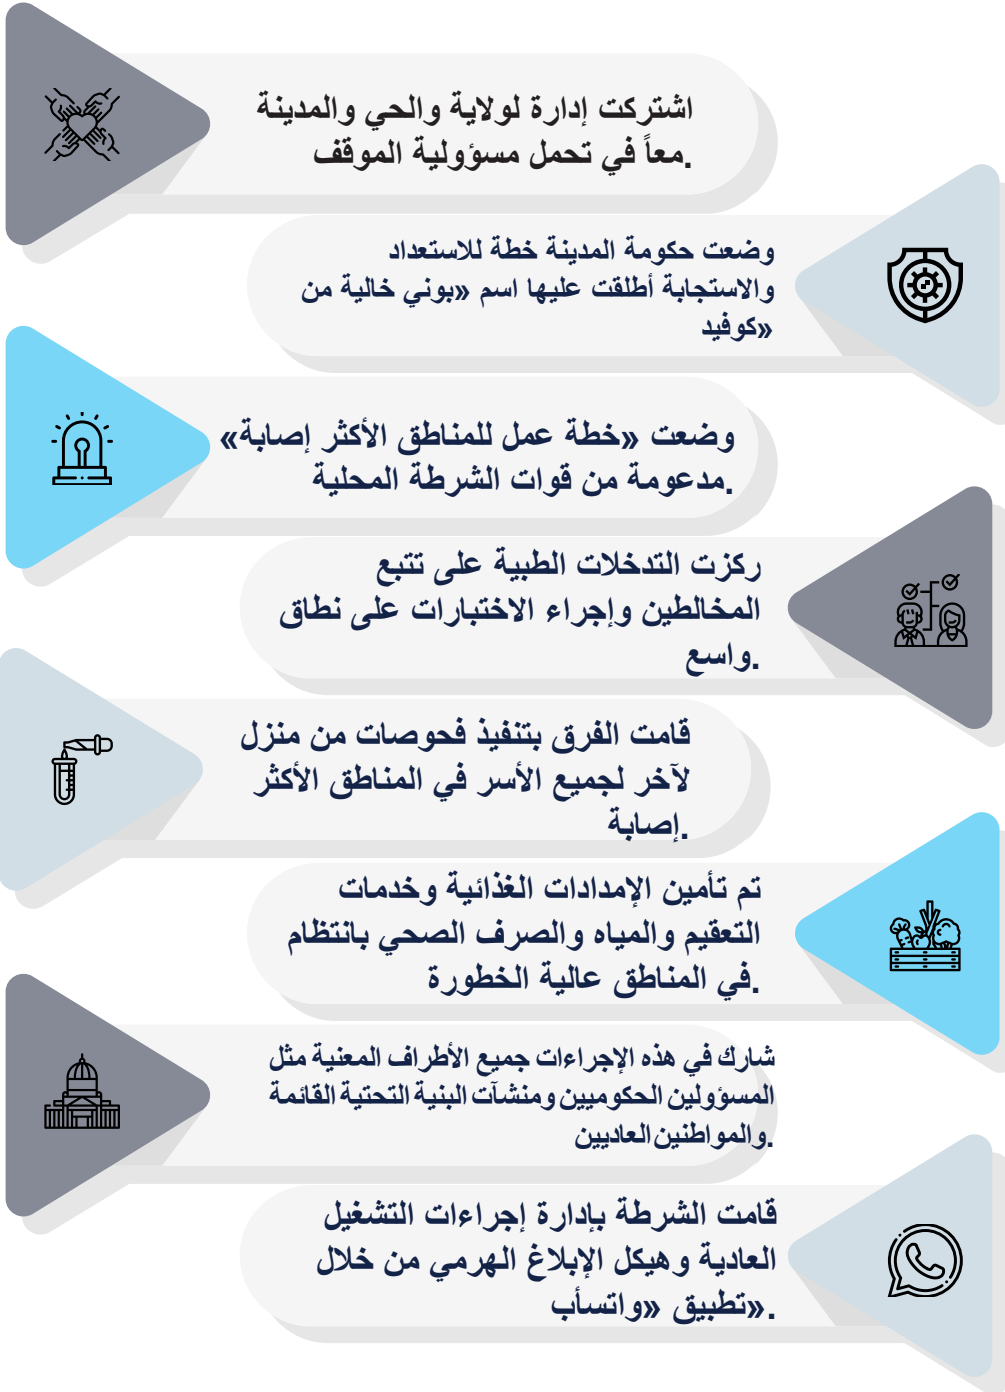 اشتركت إدارة لولاية والحي والمدينة
معاً في تحمل مسؤولية الموقف.
وضعت حكومة المدينة خطة للاستعداد
والاستجابة أطلقت عليها اسم «بوني خالية من
كوفيد»
وضعت «خطة عمل للمناطق الأكثر إصابة»
مدعومة من قوات الشرطة المحلية.
ركزت التدخلات الطبية على تتبع
المخالطين وإجراء الاختبارات على نطاق
واسع.
قامت الفرق بتنفيذ فحوصات من منزل
لآخر لجميع الأسر في المناطق الأكثر
إصابة.
تم تأمين الإمدادات الغذائية وخدمات
التعقيم والمياه والصرف الصحي بانتظام
في المناطق عالية الخطورة.
شارك في هذه الإجراءات جميع الأطراف المعنية مثل
المسؤولين الحكوميين ومنشآت البنية التحتية القائمة
والمواطنين العاديين.
قامت الشرطة بإدارة إجراءات التشغيل
العادية وهيكل الإبلاغ الهرمي من خلال
تطبيق «واتسأب».